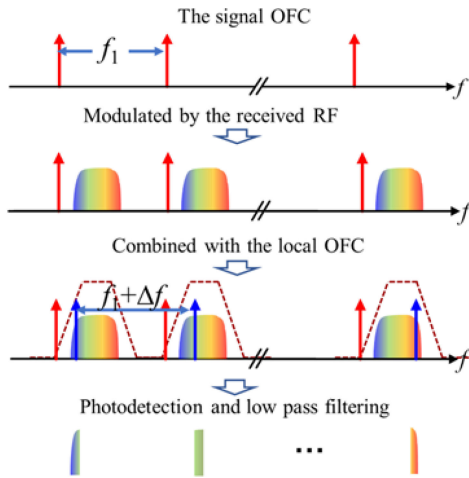 The signal OFC
f₁
f
Modulated by the received RF
f
Combined with the local OFC
f₁+Δf
f
Photodetection and low pass filtering
...